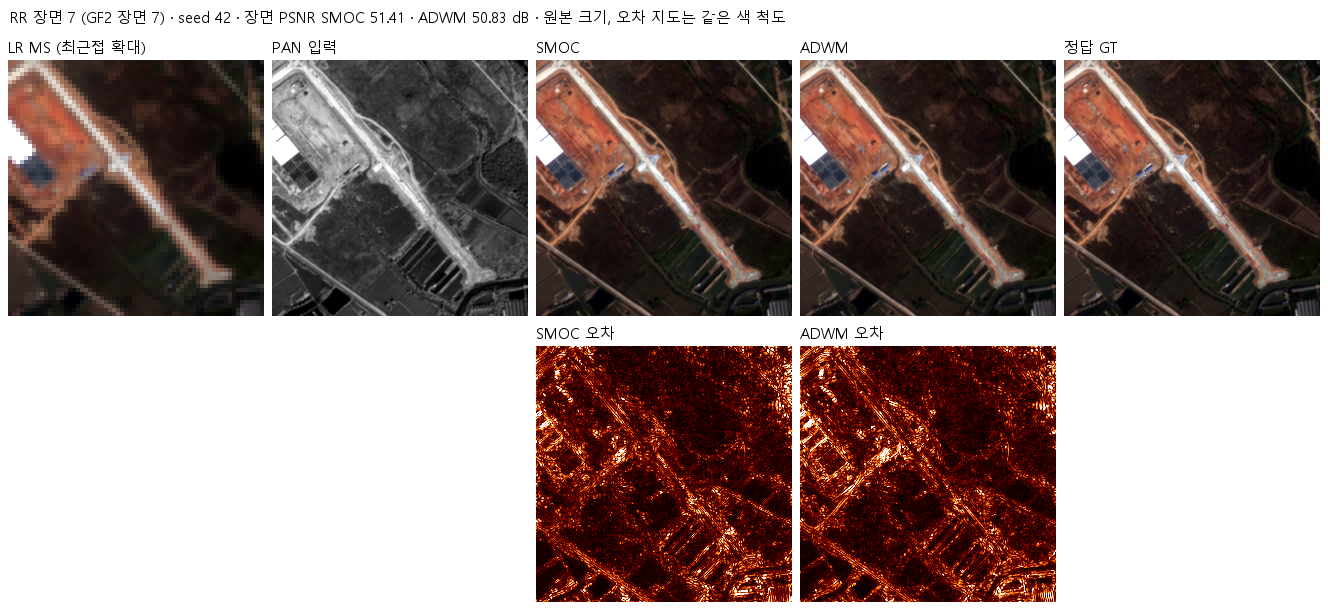 RR 장면 7 (GF2 장면 7) · seed 42 · 장면 PSNR SMOC 51.41 · ADWM 50.83 dB · 원본 크기, 오차 지도는 같은 색 척도
LR MS (최근접 확대)
PAN 입력
SMOC
ADWM
정답 GT
SMOC 오차
ADWM 오차